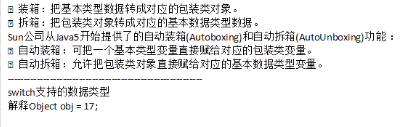 装箱：把基本类型数据转成对应的包装类对象。
拆箱：把包装类对象转成对应的基本数据类型数据。
Sun公司从Java5开始提供了的自动装箱(Autoboxing)和自动拆箱(AutoUnboxing)功能：
自动装箱：可把一个基本类型变量直接赋给对应的包装类变量。
自动拆箱：允许把包装类对象直接赋给对应的基本数据类型变量。
------------------------------------------------------
switch支持的数据类型
解释Object obj = 17;